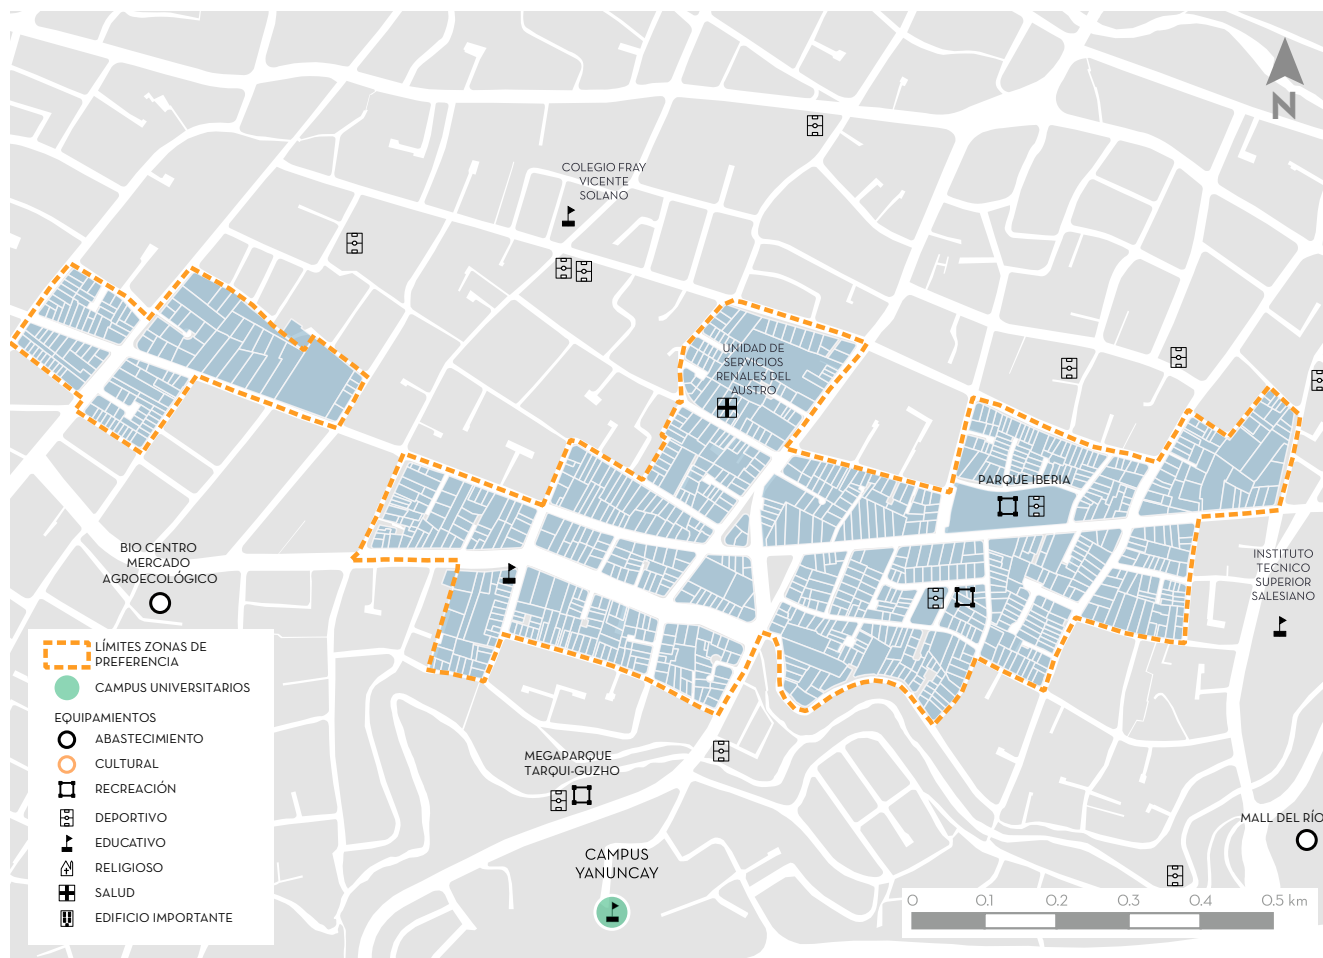 N
COLEGIO FRAY
VICENTE
SOLANO
UNIDAD DE
SERVICIOS
RENALES DEL
AUSTRO
PARQUE IBERIA
BIO CENTRO
MERCADO
AGROECOLÓGICO
INSTITUTO
TECNICO
SUPERIOR
SALESIANO
MEGAPARQUE
TARQUI-GUZHO
MALL DEL RÍO
CAMPUS
YANUNCAY
LÍMITES ZONAS DE
PREFERENCIA
CAMPUS UNIVERSITARIOS
EQUIPAMIENTOS
ABASTECIMIENTO
CULTURAL
RECREACIÓN
DEPORTIVO
EDUCATIVO
RELIGIOSO
SALUD
EDIFICIO IMPORTANTE
0 0.1 0.2 0.3 0.4 0.5 km